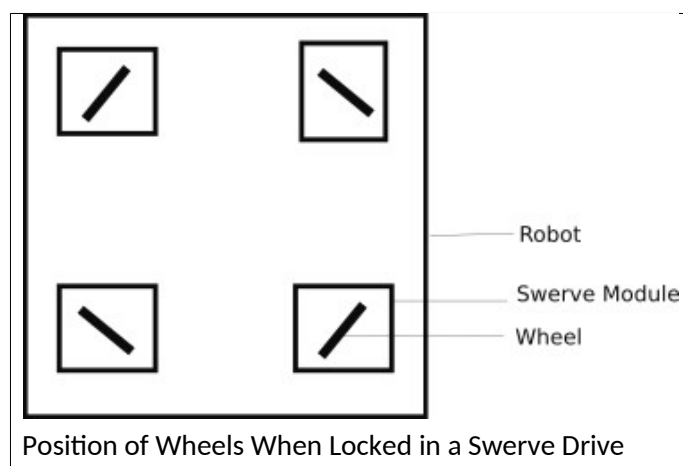 Robot
Swerve Module
Wheel
Position of Wheels When Locked in a Swerve Drive